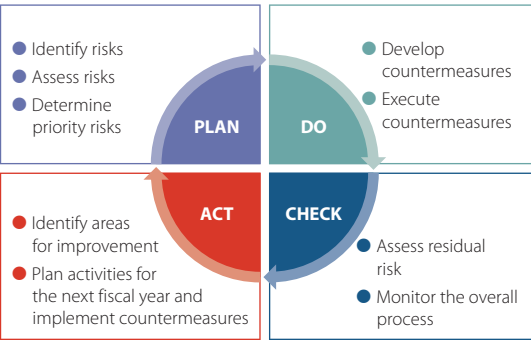 ● Identify risks
● Assess risks
● Determine
priority risks
PLAN
● Develop
countermeasures
● Execute
countermeasures
DO
● Identify areas
for improvement
● Plan activities for
the next fiscal year and
implement countermeasures
ACT
CHECK
● Assess residual
risk
● Monitor the overall
process